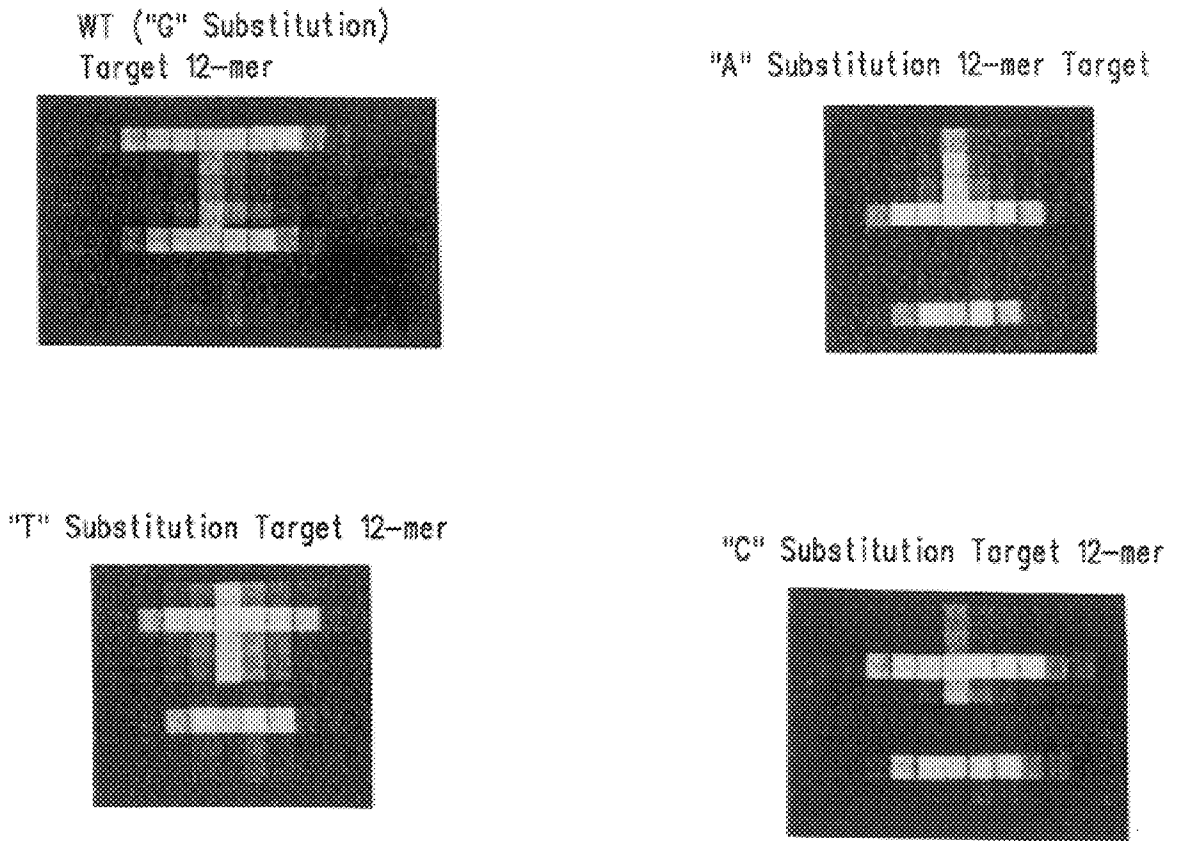 WT ("G" Substitution)
Target 12-mer
"A" Substitution 12-mer Target
"T" Substitution Target 12-mer
"C" Substitution Target 12-mer